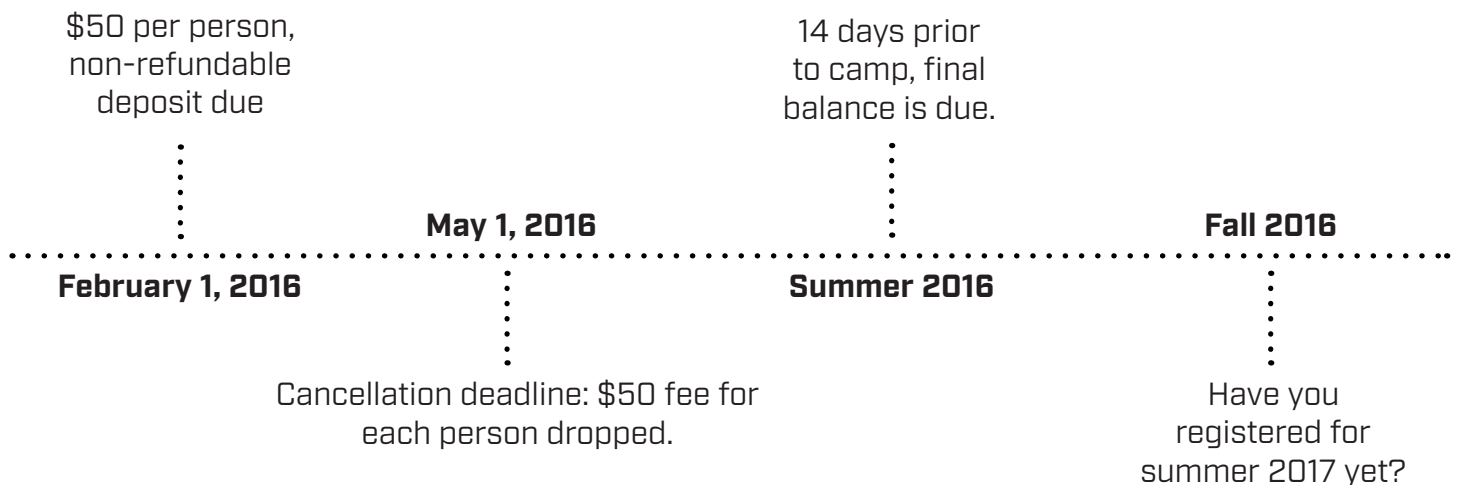 $50 per person,
non-refundable
deposit due
February 1, 2016
May 1, 2016
Cancellation deadline: $50 fee for
each person dropped.
14 days prior
to camp, final
balance is due.
Summer 2016
Fall 2016
Have you
registered for
summer 2017 yet?